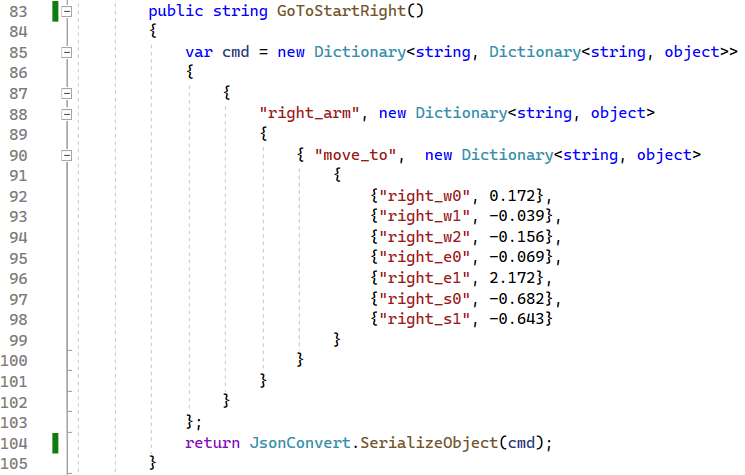 83 public string GoToStartRight()
84 {
85 var cmd = new Dictionary<string, Dictionary<string, object>>
86 {
87 {
88 "right_arm", new Dictionary<string, object>
89 {
90 { "move_to",  new Dictionary<string, object>
91 {
92 {"right_w0", 0.172},
93 {"right_w1", -0.039},
94 {"right_w2", -0.156},
95 {"right_e0", -0.069},
96 {"right_e1", 2.172},
97 {"right_s0", -0.682},
98 {"right_s1", -0.643}
99 }
100 }
101 }
102 }
103 };
104 return JsonConvert.SerializeObject(cmd);
105 }